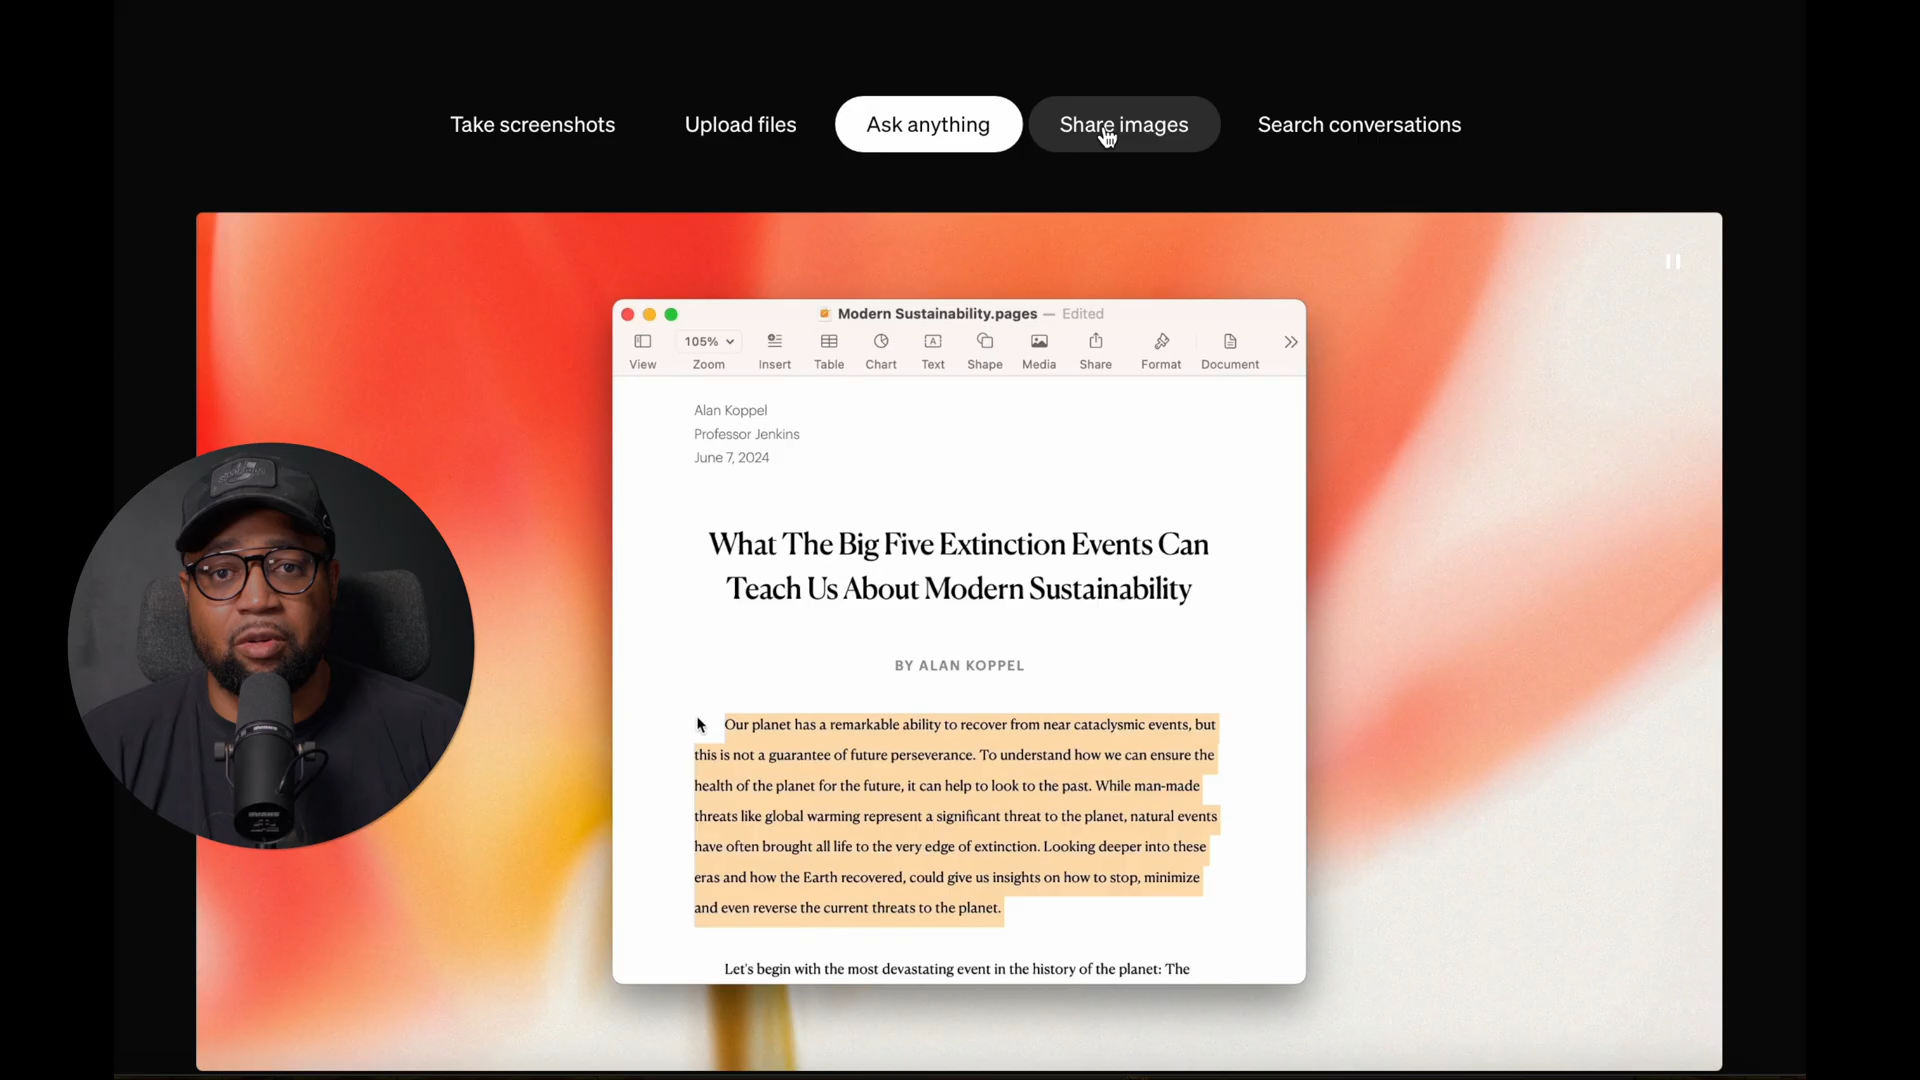 Take screenshots
Upload files
Ask anything
Share images
Search conversations
Modern Sustainability.pages — Edited
105%
View
Zoom
Insert
Table
Chart
Text
Shape
Media
Share
Format
Document
Alan Koppel
Professor Jenkins
June 7, 2024
What The Big Five Extinction Events Can
Teach Us About Modern Sustainability
BY ALAN KOPPEL
Our planet has a remarkable ability to recover from near cataclysmic events, but
this is not a guarantee of future perseverance. To understand how we can ensure the
health of the planet for the future, it can help to look to the past. While man-made
threats like global warming represent a significant threat to the planet, natural events
have often brought all life to the very edge of extinction. Looking deeper into these
eras and how the Earth recovered, could give us insights on how to stop, minimize
and even reverse the current threats to the planet.
Let's begin with the most devastating event in the history of the planet: The